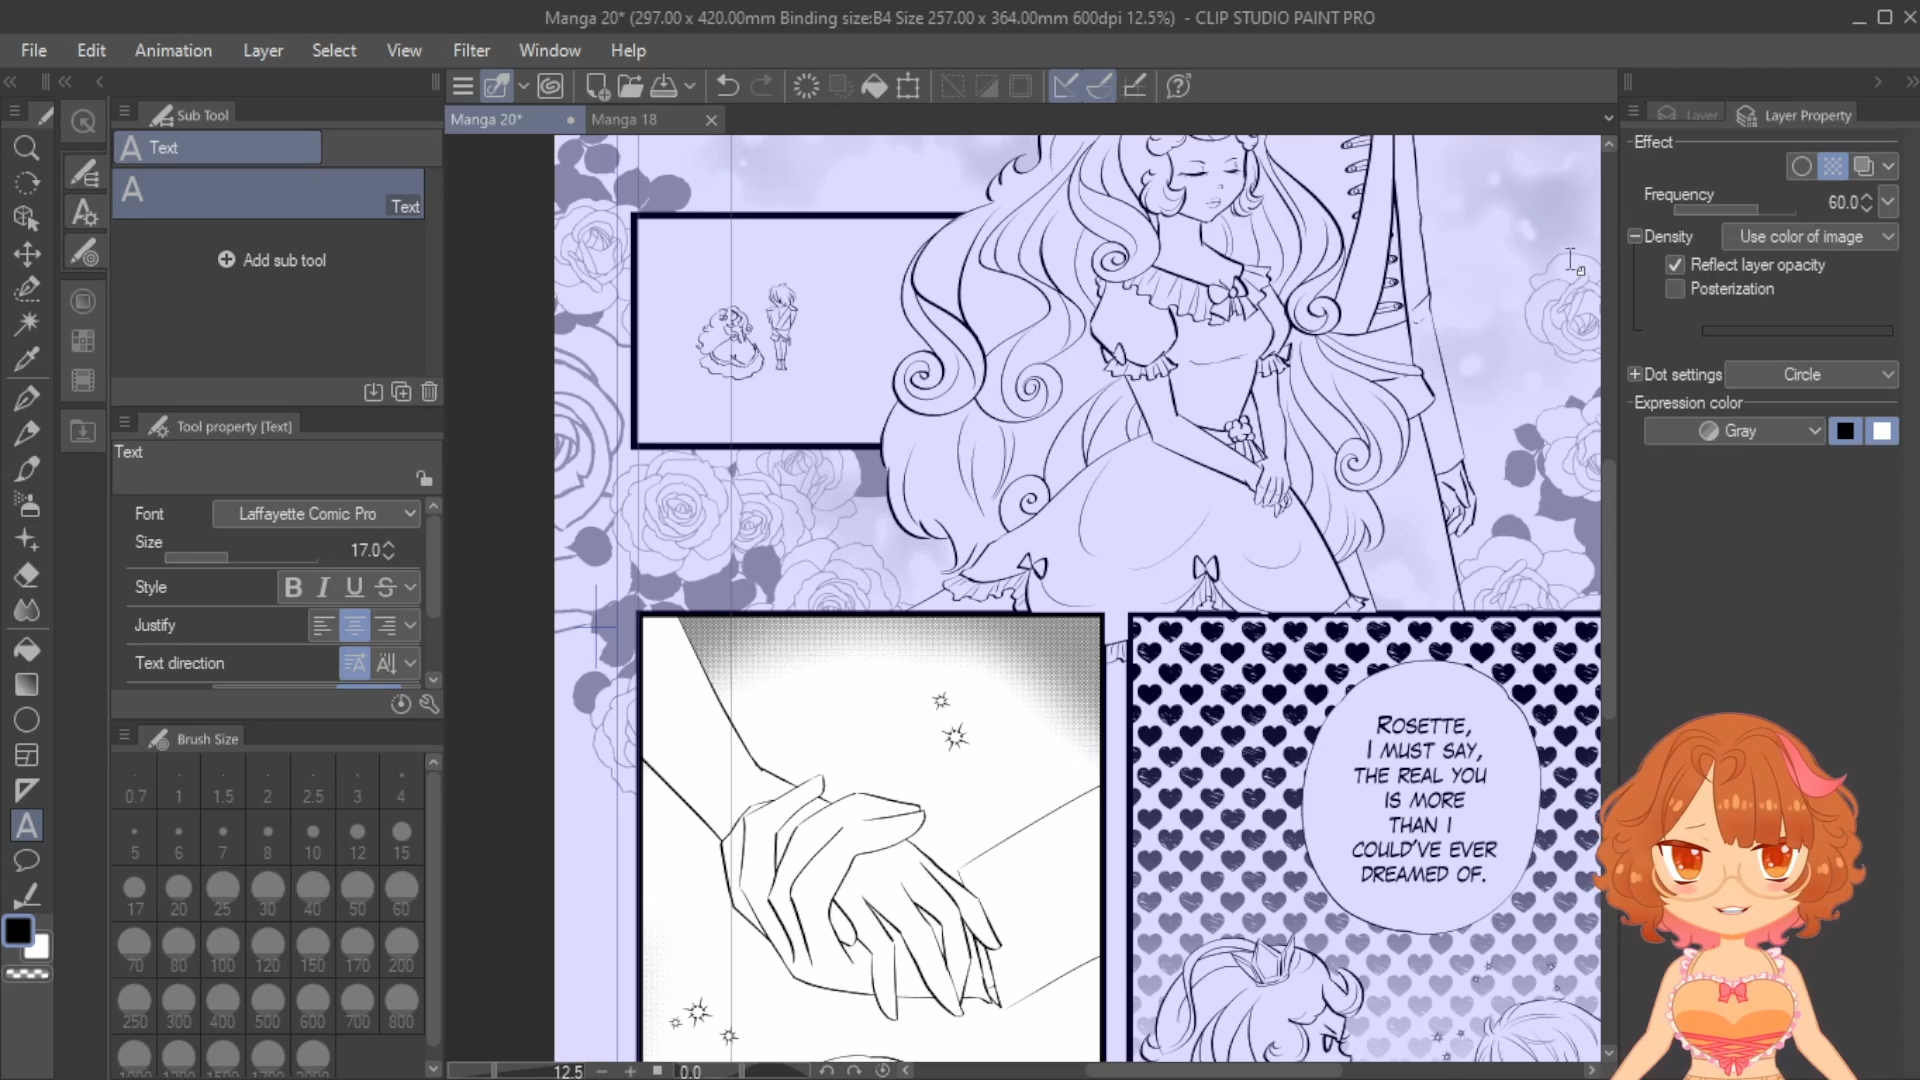 Manga 20* (297.00 x 420.00mm Binding size:B4 Size 257.00 x 364.00mm 600dpi 12.5%) - CLIP STUDIO PAINT PRO
File Edit Animation Layer Select View Filter Window Help
Sub Tool
Manga 20*
Manga 18
Layer
Layer Property
Text
Text
Add sub tool
Effect
Frequency
60.0
Density
Use color of image
Reflect layer opacity
Posterization
Dot settings
Circle
Expression color
Gray
Tool property [Text]
Text
Font
Laffayette Comic Pro
Size
17.0
Style
B I U S
Justify
Text direction
Brush Size
0.7 1 1.5 2 2.5 3 4
5 6 7 8 10 12 15
17 20 25 30 40 50 60
70 80 100 120 150 170 200
250 300 400 500 600 700 800
ROSETTE,
I MUST SAY,
THE REAL YOU
IS MORE
THAN I
COULD'VE EVER
DREAMED OF.
12.5
0.0